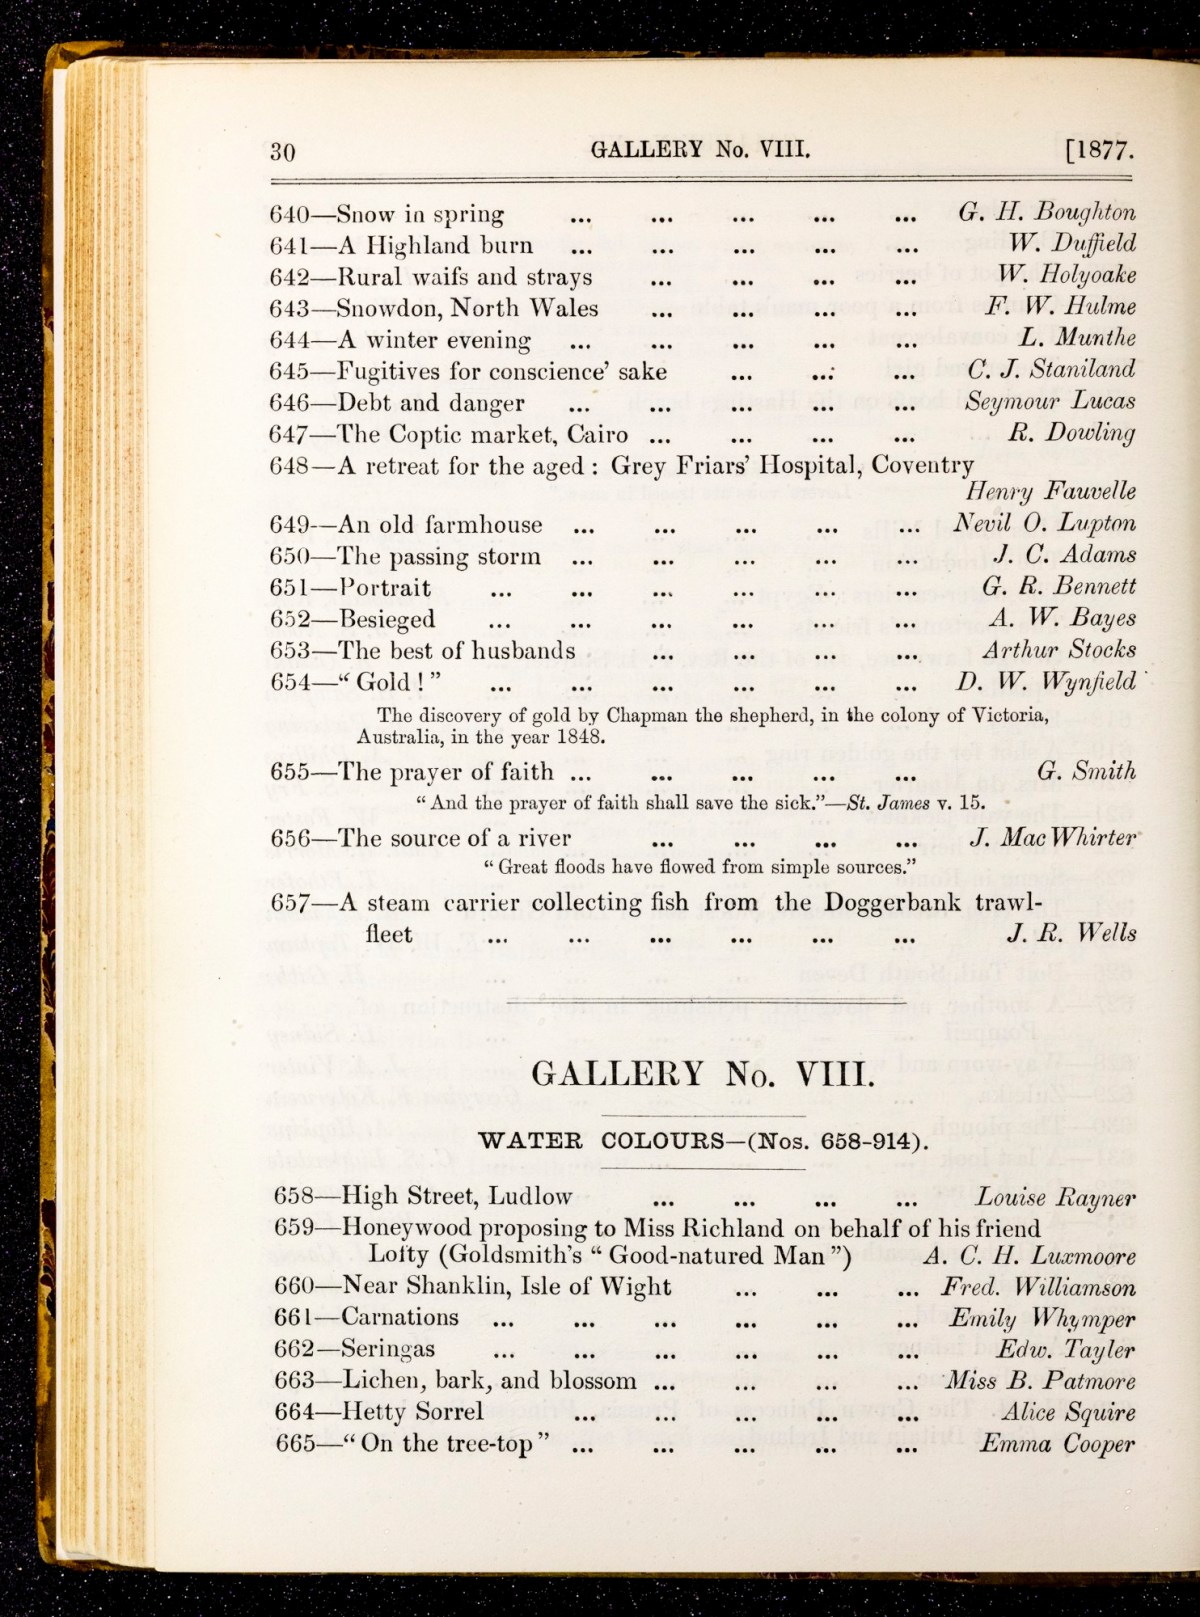 30 GALLERY No. VIII. [1877.
640—Snow in spring ... ... ... ... ... G. H. Boughton
641—A Highland burn ... ... ... ... ... W. Duffield
642—Rural waifs and strays ... ... ... ... W. Holyoake
643—Snowdon, North Wales ... ... ... ... F. W. Hulme
644—A winter evening ... ... ... ... ... L. Munthe
645—Fugitives for conscience' sake ... ... ... C. J. Staniland
646—Debt and danger ... ... ... ... ... Seymour Lucas
647—The Coptic market, Cairo ... ... ... ... R. Dowling
648—A retreat for the aged : Grey Friars' Hospital, Coventry
Henry Fauvelle
649—An old farmhouse ... ... ... ... ... Nevil O. Lupton
650—The passing storm ... ... ... ... ... J. C. Adams
651—Portrait ... ... ... ... ... ... G. R. Bennett
652—Besieged ... ... ... ... ... ... A. W. Bayes
653—The best of husbands ... ... ... ... Arthur Stocks
654—“ Gold ! ” ... ... ... ... ... ... D. W. Wynfield
The discovery of gold by Chapman the shepherd, in the colony of Victoria,
Australia, in the year 1848.
655—The prayer of faith ... ... ... ... ... G. Smith
“ And the prayer of faith shall save the sick.”—St. James v. 15.
656—The source of a river ... ... ... ... J. MacWhirter
“ Great floods have flowed from simple sources.”
657—A steam carrier collecting fish from the Doggerbank trawl-
fleet ... ... ... ... ... ... J. R. Wells
GALLERY No. VIII.
WATER COLOURS—(Nos. 658-914).
658—High Street, Ludlow ... ... ... ... Louise Rayner
659—Honeywood proposing to Miss Richland on behalf of his friend
Lofty (Goldsmith's “ Good-natured Man ”) A. C. H. Luxmoore
660—Near Shanklin, Isle of Wight ... ... ... Fred. Williamson
661—Carnations ... ... ... ... ... ... Emily Whymper
662—Seringas ... ... ... ... ... ... Edw. Tayler
663—Lichen, bark, and blossom ... ... ... ... Miss B. Patmore
664—Hetty Sorrel ... ... ... ... ... Alice Squire
665—“ On the tree-top ” ... ... ... ... ... Emma Cooper